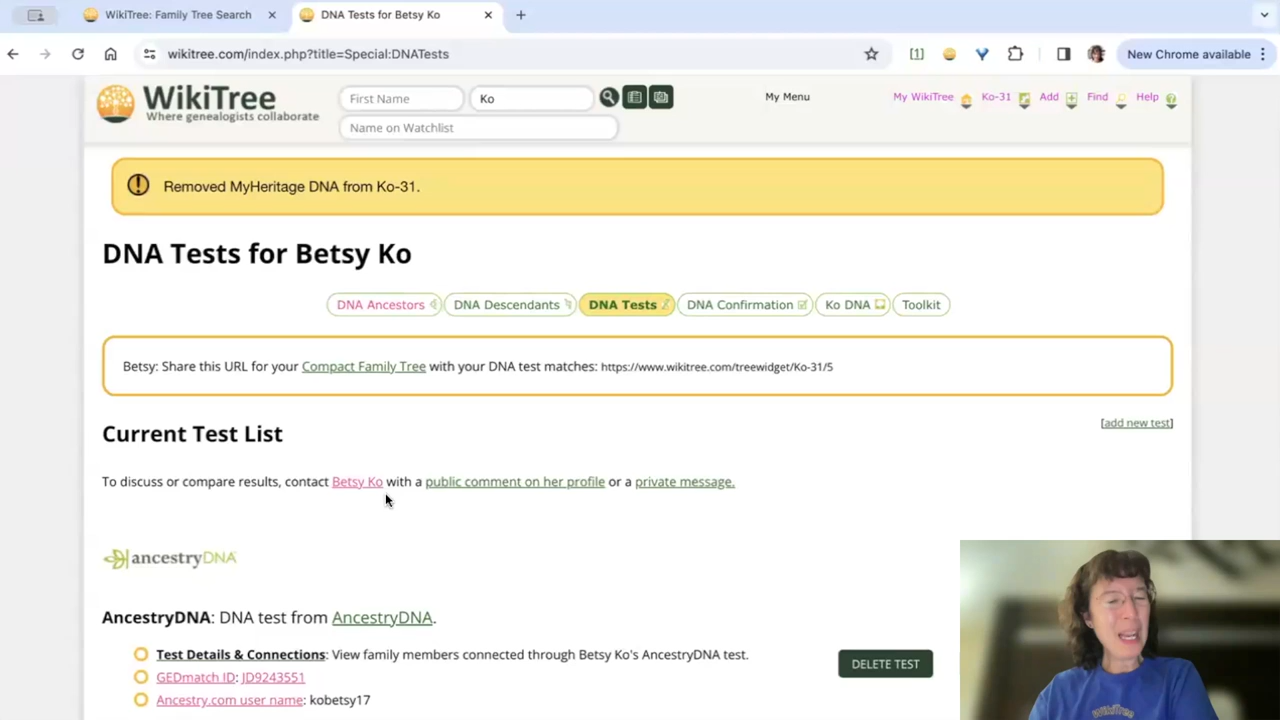 WikiTree: Family Tree Search
DNA Tests for Betsy Ko
wikitree.com/index.php?title=Special:DNATests
[1]
New Chrome available
WikiTree
Where genealogists collaborate
First Name
Ko
Name on Watchlist
My Menu
My WikiTree
Ko-31
Add
Find
Help
Removed MyHeritage DNA from Ko-31.
DNA Tests for Betsy Ko
DNA Ancestors
DNA Descendants
DNA Tests
DNA Confirmation
Ko DNA
Toolkit
Betsy: Share this URL for your Compact Family Tree with your DNA test matches: https://www.wikitree.com/treewidget/Ko-31/5
Current Test List
[add new test]
To discuss or compare results, contact Betsy Ko with a public comment on her profile or a private message.
ancestryDNA
AncestryDNA: DNA test from AncestryDNA.
Test Details & Connections: View family members connected through Betsy Ko's AncestryDNA test.
DELETE TEST
GEDmatch ID: JD9243551
Ancestry.com user name: kobetsy17
WikiTree